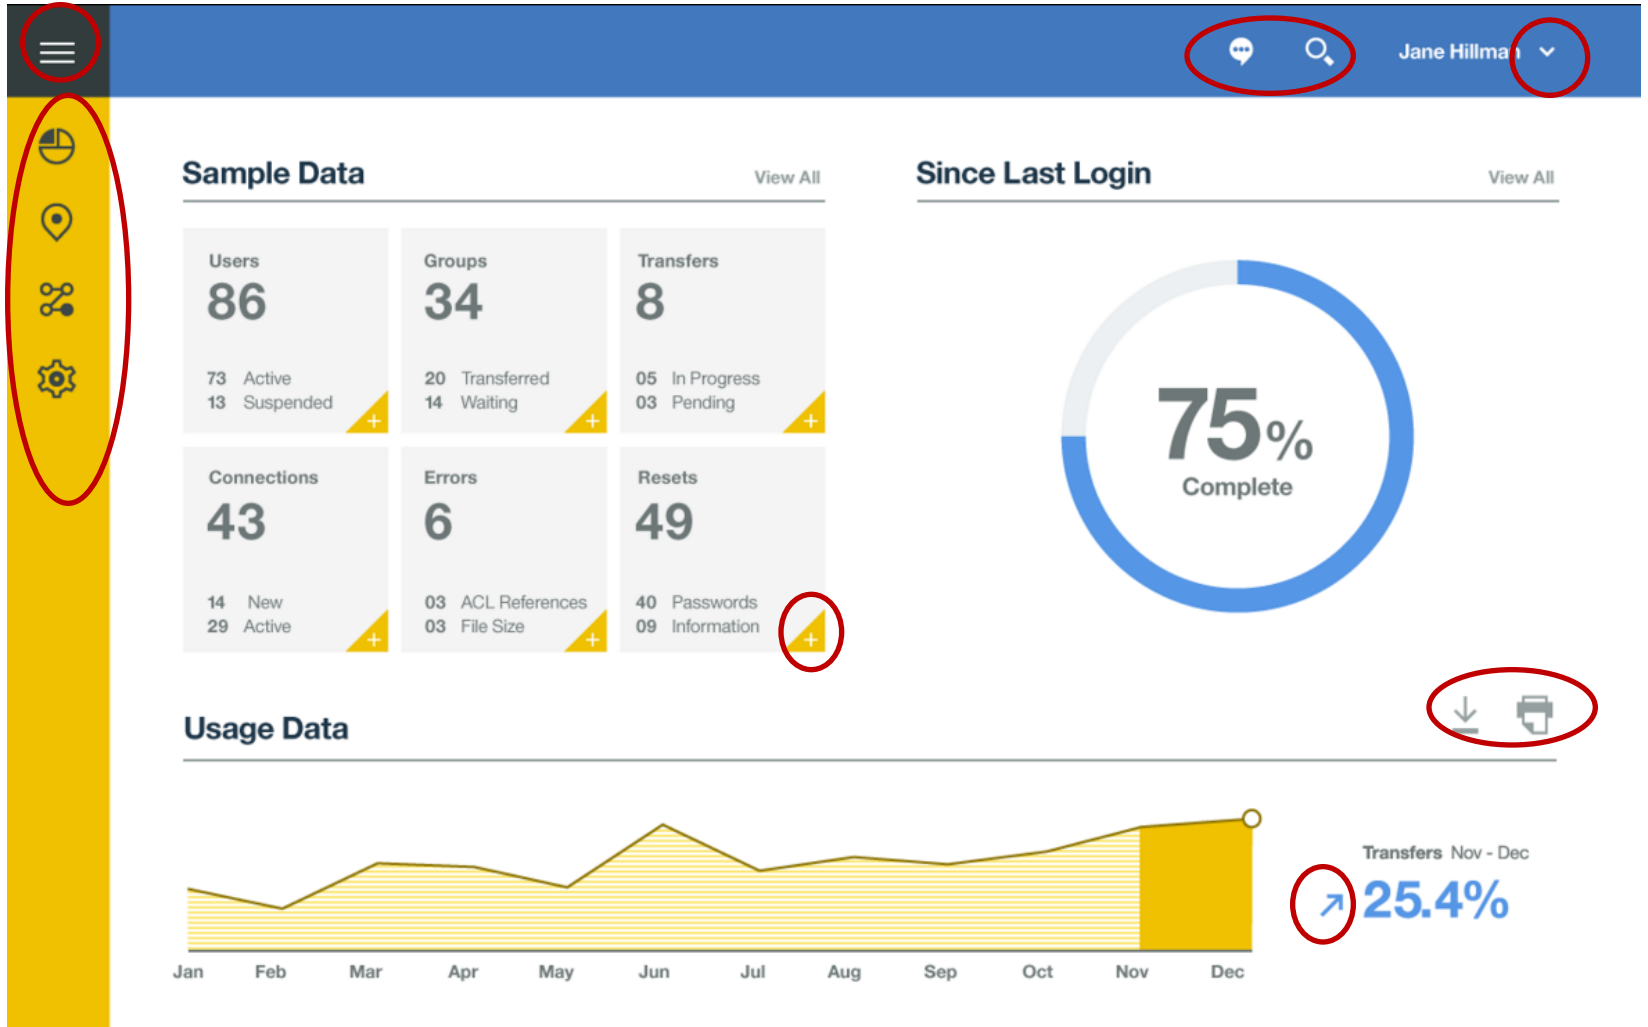 Jane Hillman
Sample Data View All
Since Last Login View All
Users
86
73 Active
13 Suspended
+
Groups
34
20 Transferred
14 Waiting
+
Transfers
8
05 In Progress
03 Pending
+
Connections
43
14 New
29 Active
+
Errors
6
03 ACL References
03 File Size
+
Resets
49
40 Passwords
09 Information
+
75%
Complete
Usage Data
Transfers Nov - Dec
25.4%
Jan Feb Mar Apr May Jun Jul Aug Sep Oct Nov Dec